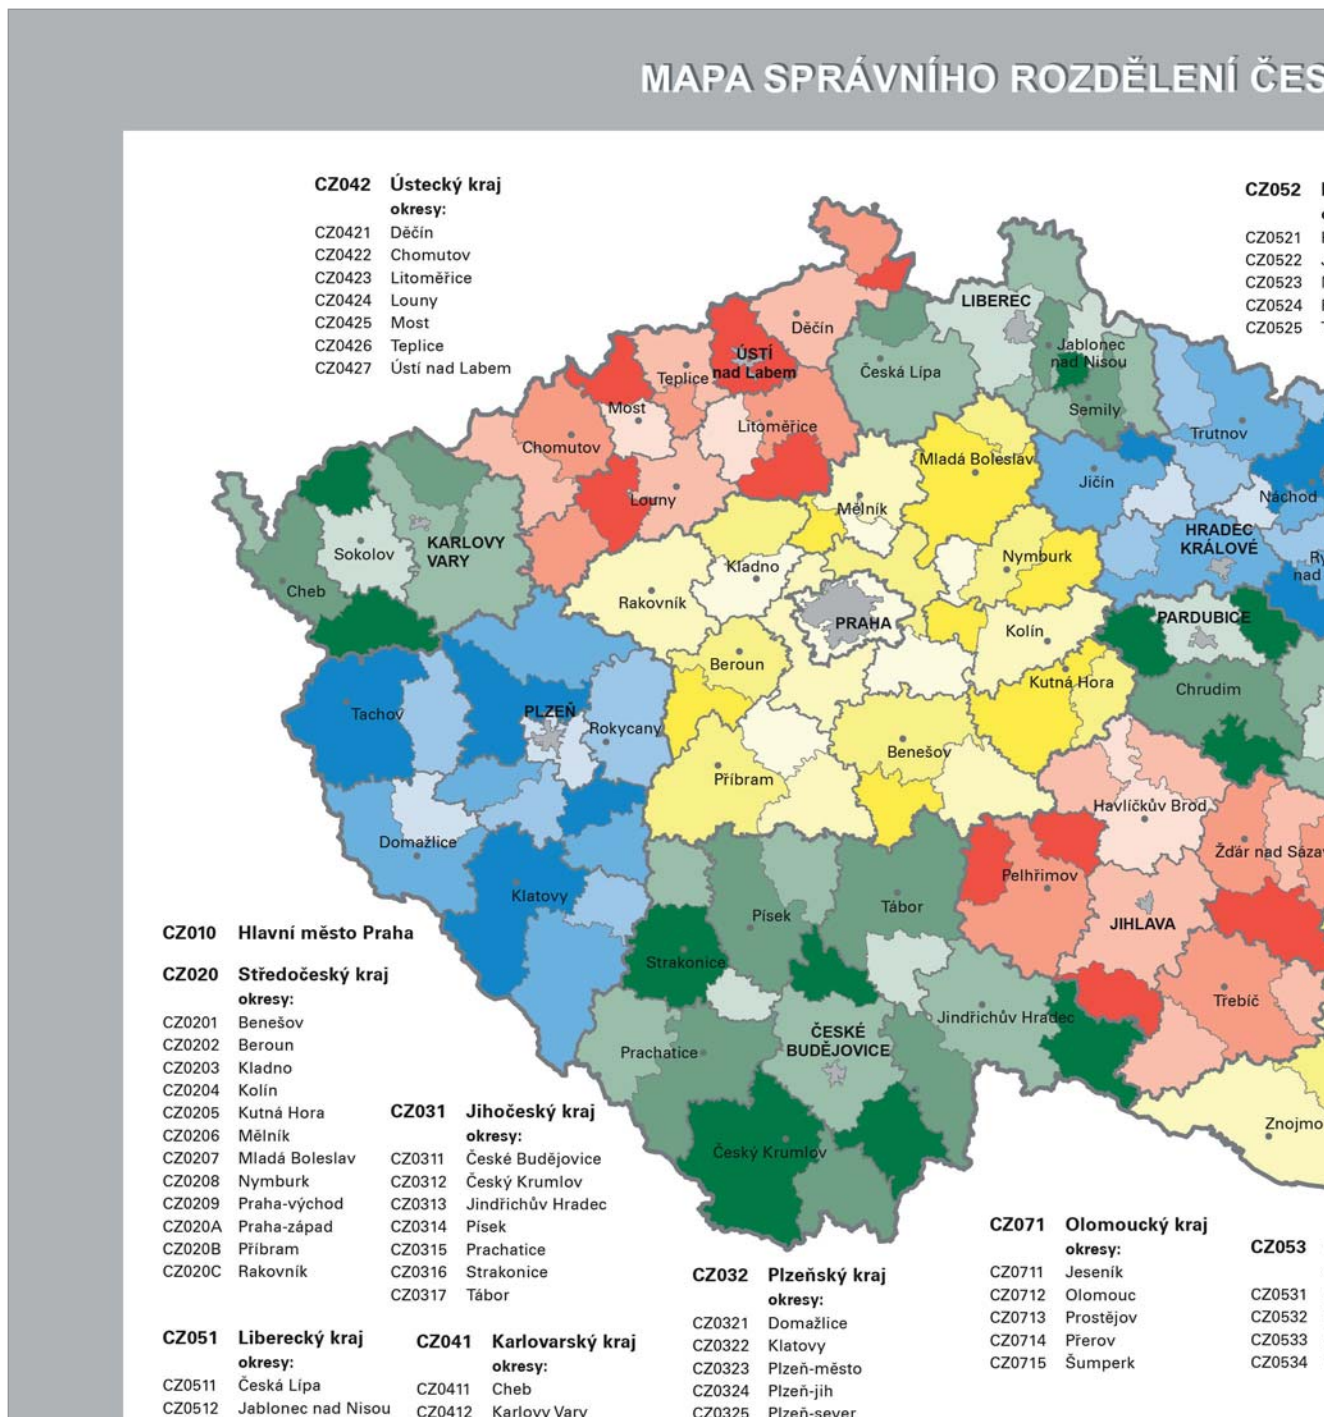 MAPA SPRÁVNÍHO ROZDĚLENÍ ČES
CZ042 Ústecký kraj
okresy:
CZ0421 Děčín
CZ0422 Chomutov
CZ0423 Litoměřice
CZ0424 Louny
CZ0425 Most
CZ0426 Teplice
CZ0427 Ústí nad Labem
CZ052
CZ0521
CZ0522
CZ0523
CZ0524
CZ0525
LIBEREC
Děčín
Jablonec
nad Nisou
ÚSTÍ
nad Labem
Teplice
Česká Lípa
Semily
Most
Litoměřice
Trutnov
Chomutov
Mladá Boleslav
Jičín
Louny
Náchod
Mělník
HRADEC
KRÁLOVÉ
Sokolov
KARLOVY
VARY
Nymburk
Kladno
nad
Cheb
Rakovník
PRAHA
PARDUBICE
Kolín
Beroun
Kutná Hora
Chrudim
Tachov
PLZEŇ
Rokycany
Benešov
Příbram
Havlíčkův Brod
Domažlice
Žďár nad Sázav
Pelhřimov
Klatovy
Tábor
Písek
JIHLAVA
Strakonice
Třebíč
Jindřichův Hradec
ČESKÉ
BUDĚJOVICE
Prachatice
Znojmo
Český Krumlov
CZ010 Hlavní město Praha
CZ020 Středočeský kraj
okresy:
CZ0201 Benešov
CZ0202 Beroun
CZ0203 Kladno
CZ0204 Kolín
CZ0205 Kutná Hora
CZ0206 Mělník
CZ0207 Mladá Boleslav
CZ0208 Nymburk
CZ0209 Praha-východ
CZ020A Praha-západ
CZ020B Příbram
CZ020C Rakovník
CZ031 Jihočeský kraj
okresy:
CZ0311 České Budějovice
CZ0312 Český Krumlov
CZ0313 Jindřichův Hradec
CZ0314 Písek
CZ0315 Prachatice
CZ0316 Strakonice
CZ0317 Tábor
CZ051 Liberecký kraj
okresy:
CZ0511 Česká Lípa
CZ0512 Jablonec nad Nisou
CZ041 Karlovarský kraj
okresy:
CZ0411 Cheb
CZ0412 Karlovy Vary
CZ032 Plzeňský kraj
okresy:
CZ0321 Domažlice
CZ0322 Klatovy
CZ0323 Plzeň-město
CZ0324 Plzeň-jih
CZ0325 Plzeň-sever
CZ071 Olomoucký kraj
okresy:
CZ0711 Jeseník
CZ0712 Olomouc
CZ0713 Prostějov
CZ0714 Přerov
CZ0715 Šumperk
CZ053
CZ0531
CZ0532
CZ0533
CZ0534